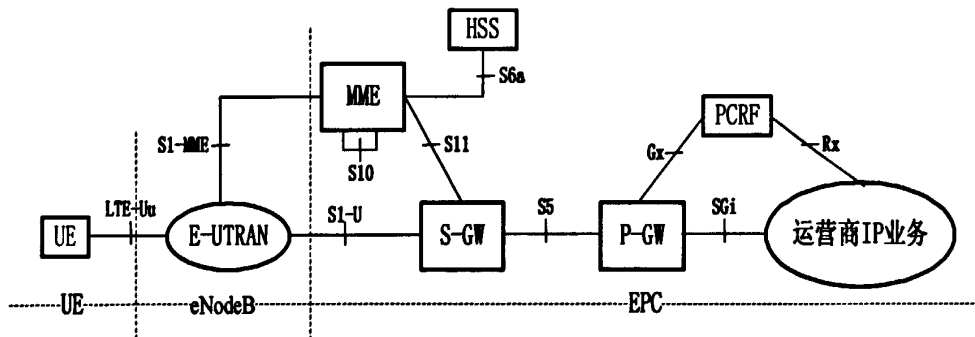 HSS
S6a
MME
PCRF
S1-MME
S10
S11
Gx
Rx
LTE-Uu
S1-U
S5
SGi
UE
E-UTRAN
S-GW
P-GW
运营商IP业务
UE
eNodeB
EPC